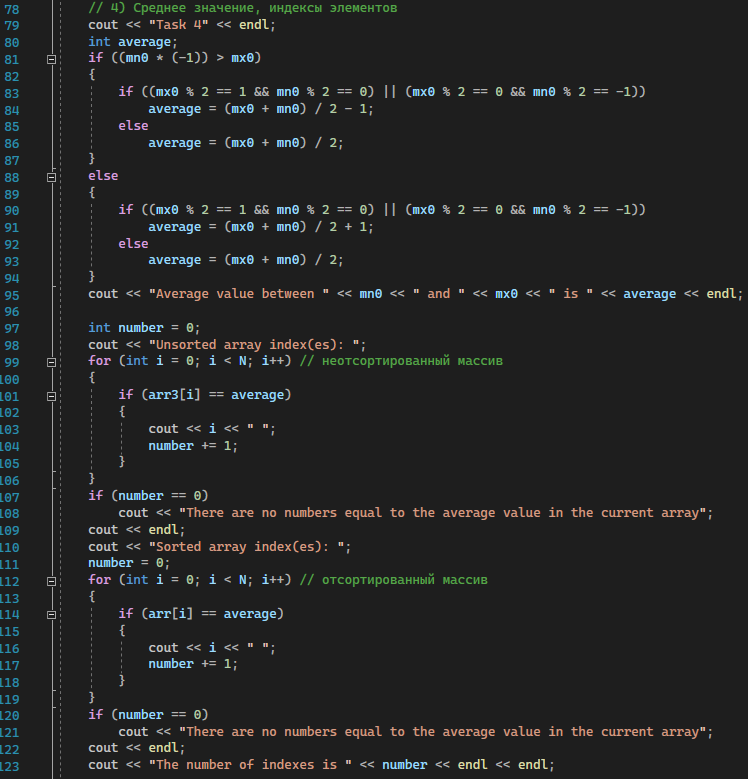 78 // 4) Среднее значение, индексы элементов
79 cout << "Task 4" << endl;
80 int average;
81 if ((mn0 * (-1)) > mx0)
82 {
83 if ((mx0 % 2 == 1 && mn0 % 2 == 0) || (mx0 % 2 == 0 && mn0 % 2 == -1))
84 average = (mx0 + mn0) / 2 - 1;
85 else
86 average = (mx0 + mn0) / 2;
87 }
88 else
89 {
90 if ((mx0 % 2 == 1 && mn0 % 2 == 0) || (mx0 % 2 == 0 && mn0 % 2 == -1))
91 average = (mx0 + mn0) / 2 + 1;
92 else
93 average = (mx0 + mn0) / 2;
94 }
95 cout << "Average value between " << mn0 << " and " << mx0 << " is " << average << endl;
96
97 int number = 0;
98 cout << "Unsorted array index(es): ";
99 for (int i = 0; i < N; i++) // неотсортированный массив
100 {
101 if (arr3[i] == average)
102 {
103 cout << i << " ";
104 number += 1;
105 }
106 }
107 if (number == 0)
108 cout << "There are no numbers equal to the average value in the current array";
109 cout << endl;
110 cout << "Sorted array index(es): ";
111 number = 0;
112 for (int i = 0; i < N; i++) // отсортированный массив
113 {
114 if (arr[i] == average)
115 {
116 cout << i << " ";
117 number += 1;
118 }
119 }
120 if (number == 0)
121 cout << "There are no numbers equal to the average value in the current array";
122 cout << endl;
123 cout << "The number of indexes is " << number << endl << endl;